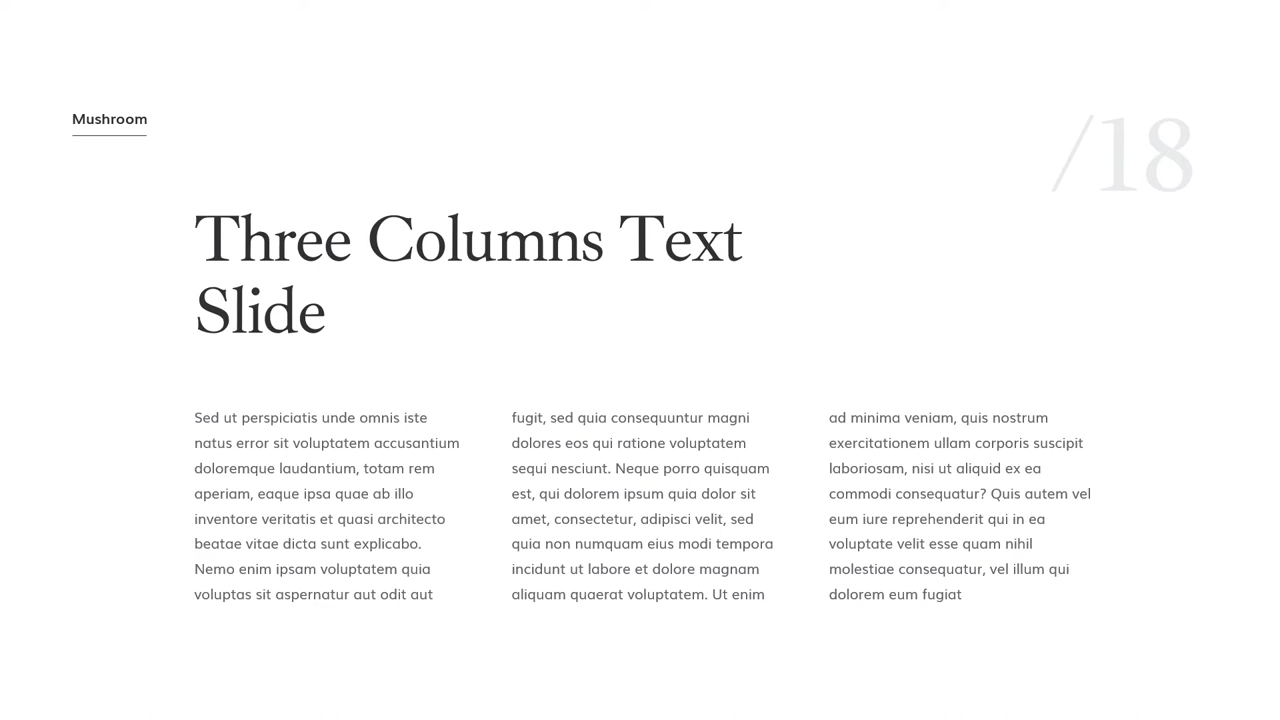 Mushroom
/18
Three Columns Text
Slide
Sed ut perspiciatis unde omnis iste
natus error sit voluptatem accusantium
doloremque laudantium, totam rem
aperiam, eaque ipsa quae ab illo
inventore veritatis et quasi architecto
beatae vitae dicta sunt explicabo.
Nemo enim ipsam voluptatem quia
voluptas sit aspernatur aut odit aut
fugit, sed quia consequuntur magni
dolores eos qui ratione voluptatem
sequi nesciunt. Neque porro quisquam
est, qui dolorem ipsum quia dolor sit
amet, consectetur, adipisci velit, sed
quia non numquam eius modi tempora
incidunt ut labore et dolore magnam
aliquam quaerat voluptatem. Ut enim
ad minima veniam, quis nostrum
exercitationem ullam corporis suscipit
laboriosam, nisi ut aliquid ex ea
commodi consequatur? Quis autem vel
eum iure reprehenderit qui in ea
voluptate velit esse quam nihil
molestiae consequatur, vel illum qui
dolorem eum fugiat